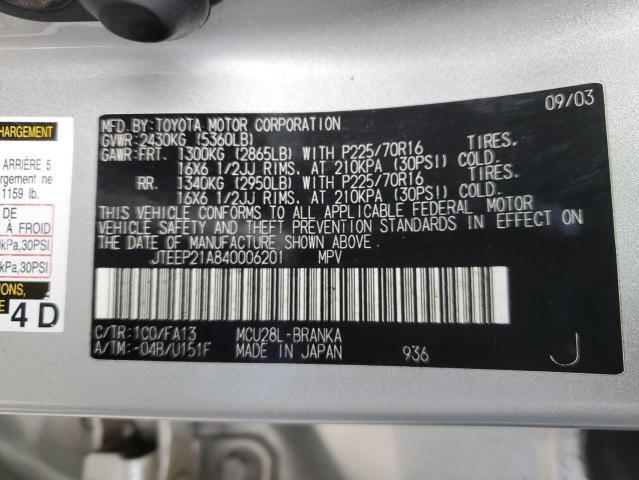 09/03
MFD.BY:TOYOTA MOTOR CORPORATION
GVWR:2430KG (5360LB)
GAWR:FRT. 1300KG (2865LB) WITH P225/70R16 TIRES.
16X6 1/2JJ RIMS. AT 210KPA (30PSI) COLD.
RR. 1340KG (2950LB) WITH P225/70R16 TIRES.
16X6 1/2JJ RIMS. AT 210KPA (30PSI) COLD.
THIS VEHICLE CONFORMS TO ALL APPLICABLE FEDERAL MOTOR
VEHICLE SAFETY AND THEFT PREVENTION STANDARDS IN EFFECT ON
THE DATE OF MANUFACTURE SHOWN ABOVE.
JTEEP21A840006201 MPV
C/TR:1C0/FA13 MCU28L-BRANKA
A/TM:-04B/U151F MADE IN JAPAN 936 J
HARGEMENT
ARRIÈRE 5
rgement ne
1159 lb.
DE
À FROID
kPa,30PSI
kPa,30PSI
ONS,
4 D